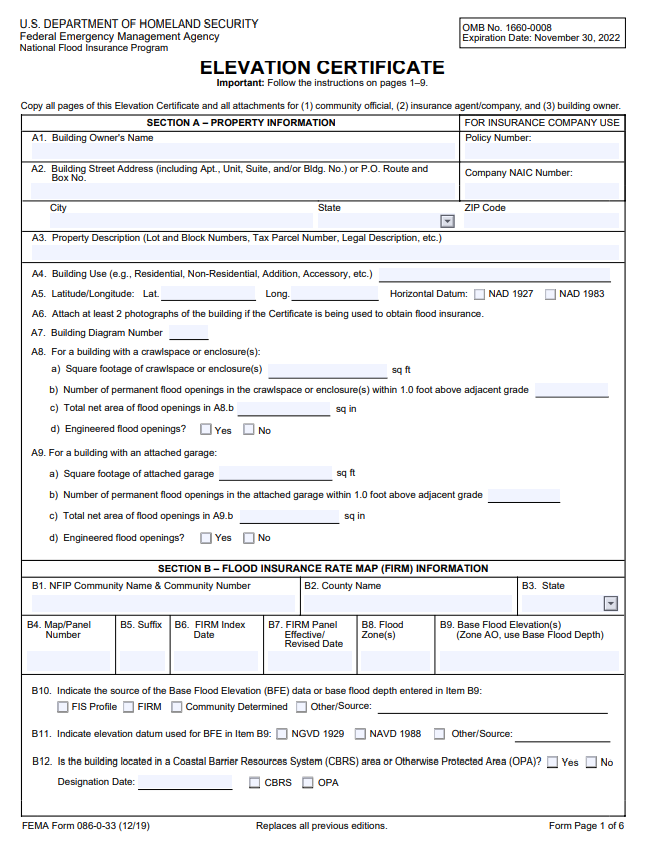 U.S. DEPARTMENT OF HOMELAND SECURITY
Federal Emergency Management Agency
National Flood Insurance Program
OMB No. 1660-0008
Expiration Date: November 30, 2022
ELEVATION CERTIFICATE
Important: Follow the instructions on pages 1–9.
Copy all pages of this Elevation Certificate and all attachments for (1) community official, (2) insurance agent/company, and (3) building owner.
SECTION A – PROPERTY INFORMATION
FOR INSURANCE COMPANY USE
A1. Building Owner's Name
Policy Number:
A2. Building Street Address (including Apt., Unit, Suite, and/or Bldg. No.) or P.O. Route and
Box No.
Company NAIC Number:
City State ZIP Code
A3. Property Description (Lot and Block Numbers, Tax Parcel Number, Legal Description, etc.)
A4. Building Use (e.g., Residential, Non-Residential, Addition, Accessory, etc.)
A5. Latitude/Longitude: Lat. Long. Horizontal Datum: NAD 1927 NAD 1983
A6. Attach at least 2 photographs of the building if the Certificate is being used to obtain flood insurance.
A7. Building Diagram Number
A8. For a building with a crawlspace or enclosure(s):
a) Square footage of crawlspace or enclosure(s) sq ft
b) Number of permanent flood openings in the crawlspace or enclosure(s) within 1.0 foot above adjacent grade
c) Total net area of flood openings in A8.b sq in
d) Engineered flood openings? Yes No
A9. For a building with an attached garage:
a) Square footage of attached garage sq ft
b) Number of permanent flood openings in the attached garage within 1.0 foot above adjacent grade
c) Total net area of flood openings in A9.b sq in
d) Engineered flood openings? Yes No
SECTION B – FLOOD INSURANCE RATE MAP (FIRM) INFORMATION
B1. NFIP Community Name & Community Number
B2. County Name
B3. State
B4. Map/Panel
Number
B5. Suffix
B6. FIRM Index
Date
B7. FIRM Panel
Effective/
Revised Date
B8. Flood
Zone(s)
B9. Base Flood Elevation(s)
(Zone AO, use Base Flood Depth)
B10. Indicate the source of the Base Flood Elevation (BFE) data or base flood depth entered in Item B9:
FIS Profile FIRM Community Determined Other/Source:
B11. Indicate elevation datum used for BFE in Item B9: NGVD 1929 NAVD 1988 Other/Source:
B12. Is the building located in a Coastal Barrier Resources System (CBRS) area or Otherwise Protected Area (OPA)? Yes No
Designation Date: CBRS OPA
FEMA Form 086-0-33 (12/19) Replaces all previous editions. Form Page 1 of 6